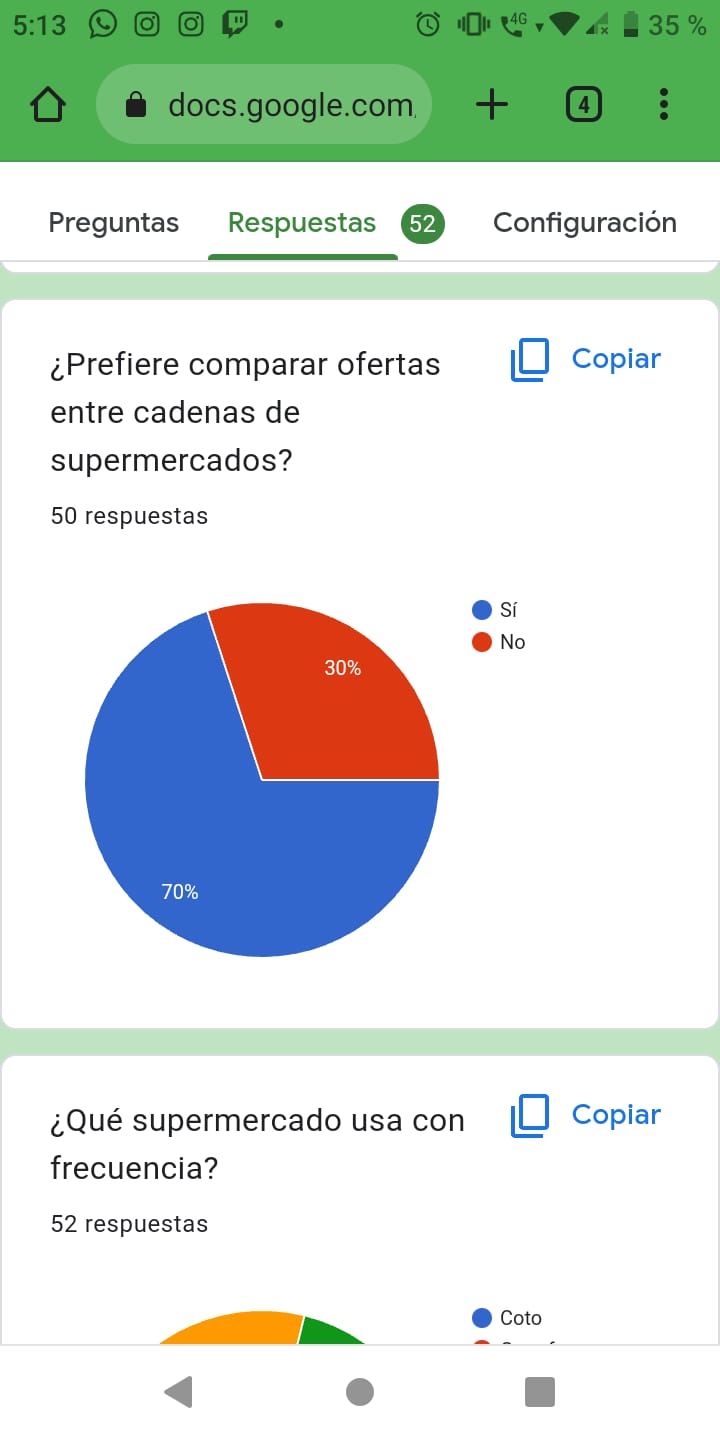 5:13
4G
35 %
docs.google.com
4
Preguntas
Respuestas
52
Configuración
¿Prefiere comparar ofertas
entre cadenas de
supermercados?
Copiar
50 respuestas
Sí
No
30%
70%
¿Qué supermercado usa con
frecuencia?
Copiar
52 respuestas
Coto